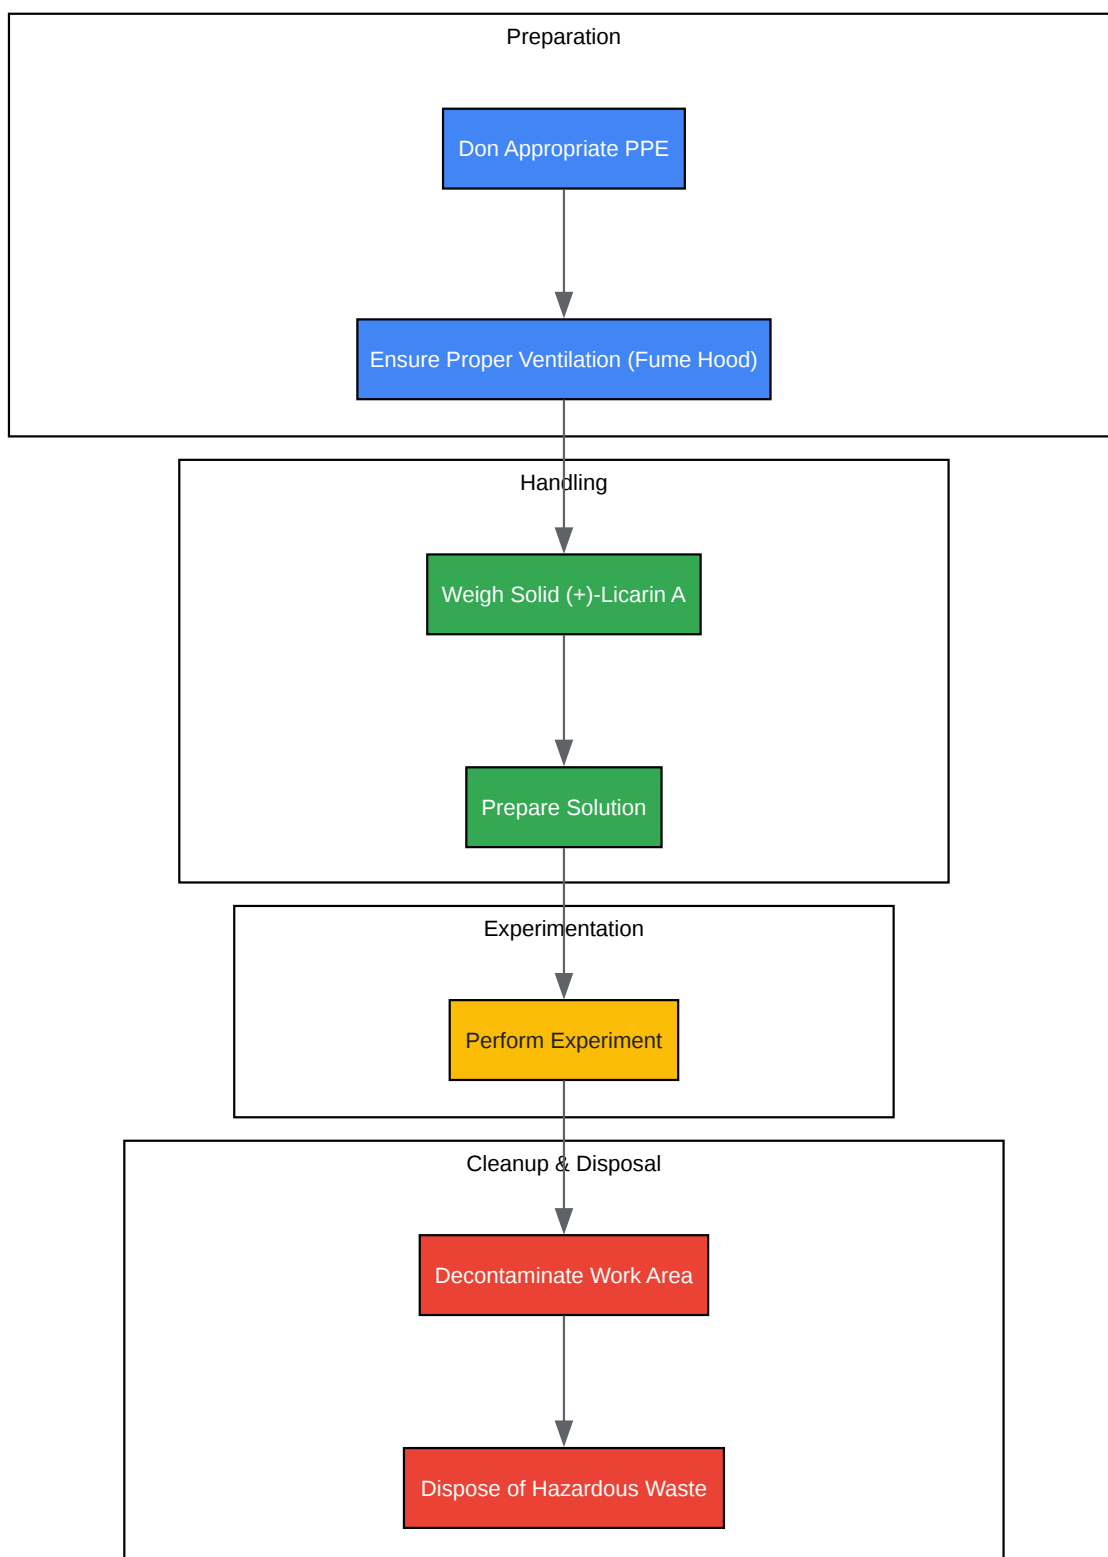 Preparation
Don Appropriate PPE
Ensure Proper Ventilation (Fume Hood)
Handling
Weigh Solid (+)-Licarin A
Prepare Solution
Experimentation
Perform Experiment
Cleanup & Disposal
Decontaminate Work Area
Dispose of Hazardous Waste